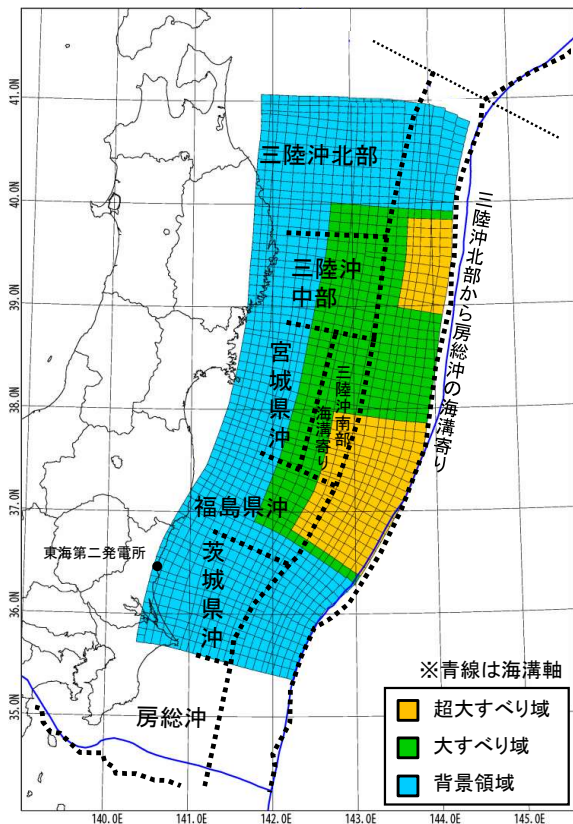 41.0N
40.0N
39.0N
38.0N
37.0N
36.0N
35.0N
三陸沖北部
三陸沖
中部
宮城県沖
三陸沖南部
海溝寄り
三陸沖北部から房総沖の海溝寄り
福島県沖
東海第二発電所
茨城県沖
房総沖
※青線は海溝軸
超大すべり域
大すべり域
背景領域
140.0E
141.0E
142.0E
143.0E
144.0E
145.0E